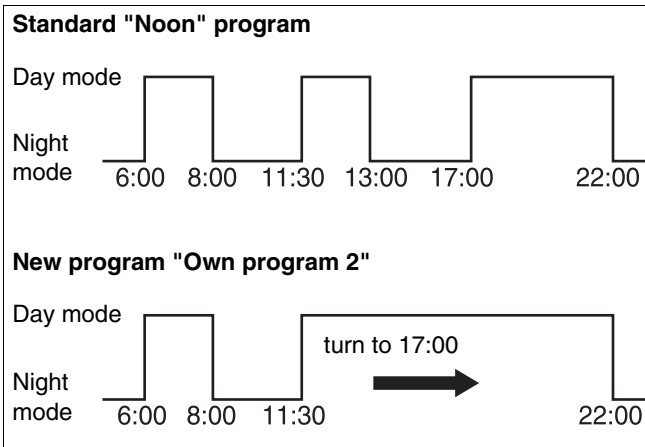 Standard "Noon" program
Day mode
Night
mode
6:00 8:00 11:30 13:00 17:00 22:00
New program "Own program 2"
Day mode
turn to 17:00
Night
mode
6:00 8:00 11:30 22:00